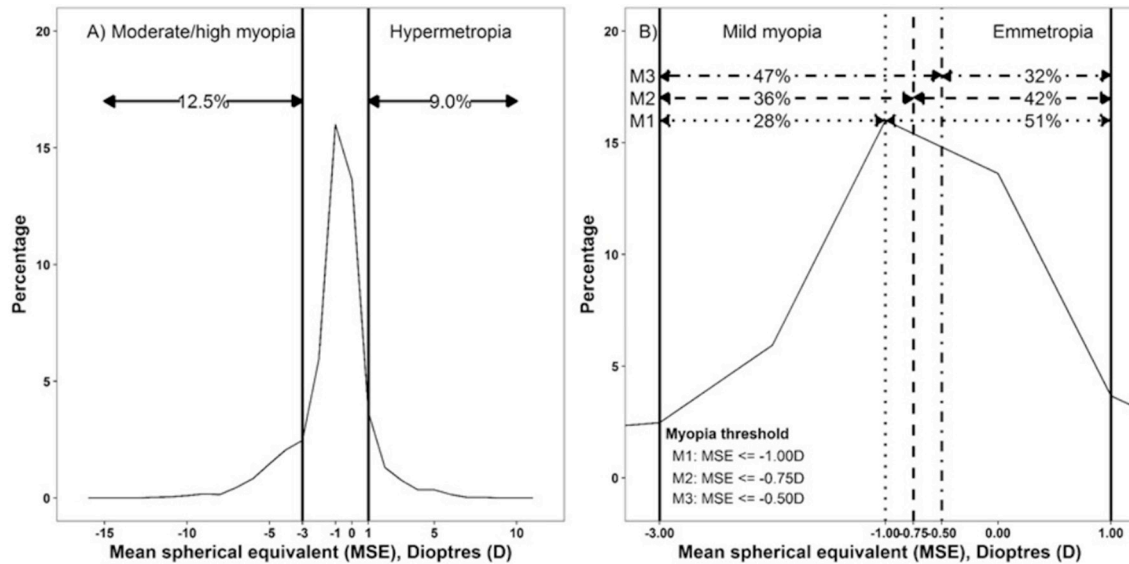 A) Moderate/high myopia
Hypermetropia
12.5%
9.0%
20
15
10
5
0
Percentage
-15
-10
-5
-3
-1
0
1
5
10
Mean spherical equivalent (MSE), Dioptres (D)
B)
Mild myopia
Emmetropia
M3
47%
32%
M2
36%
42%
M1
28%
51%
20
15
10
5
0
Percentage
Myopia threshold
M1: MSE <= -1.00D
M2: MSE <= -0.75D
M3: MSE <= -0.50D
-3.00
-1.00
-0.75
-0.50
0.00
1.00
Mean spherical equivalent (MSE), Dioptres (D)